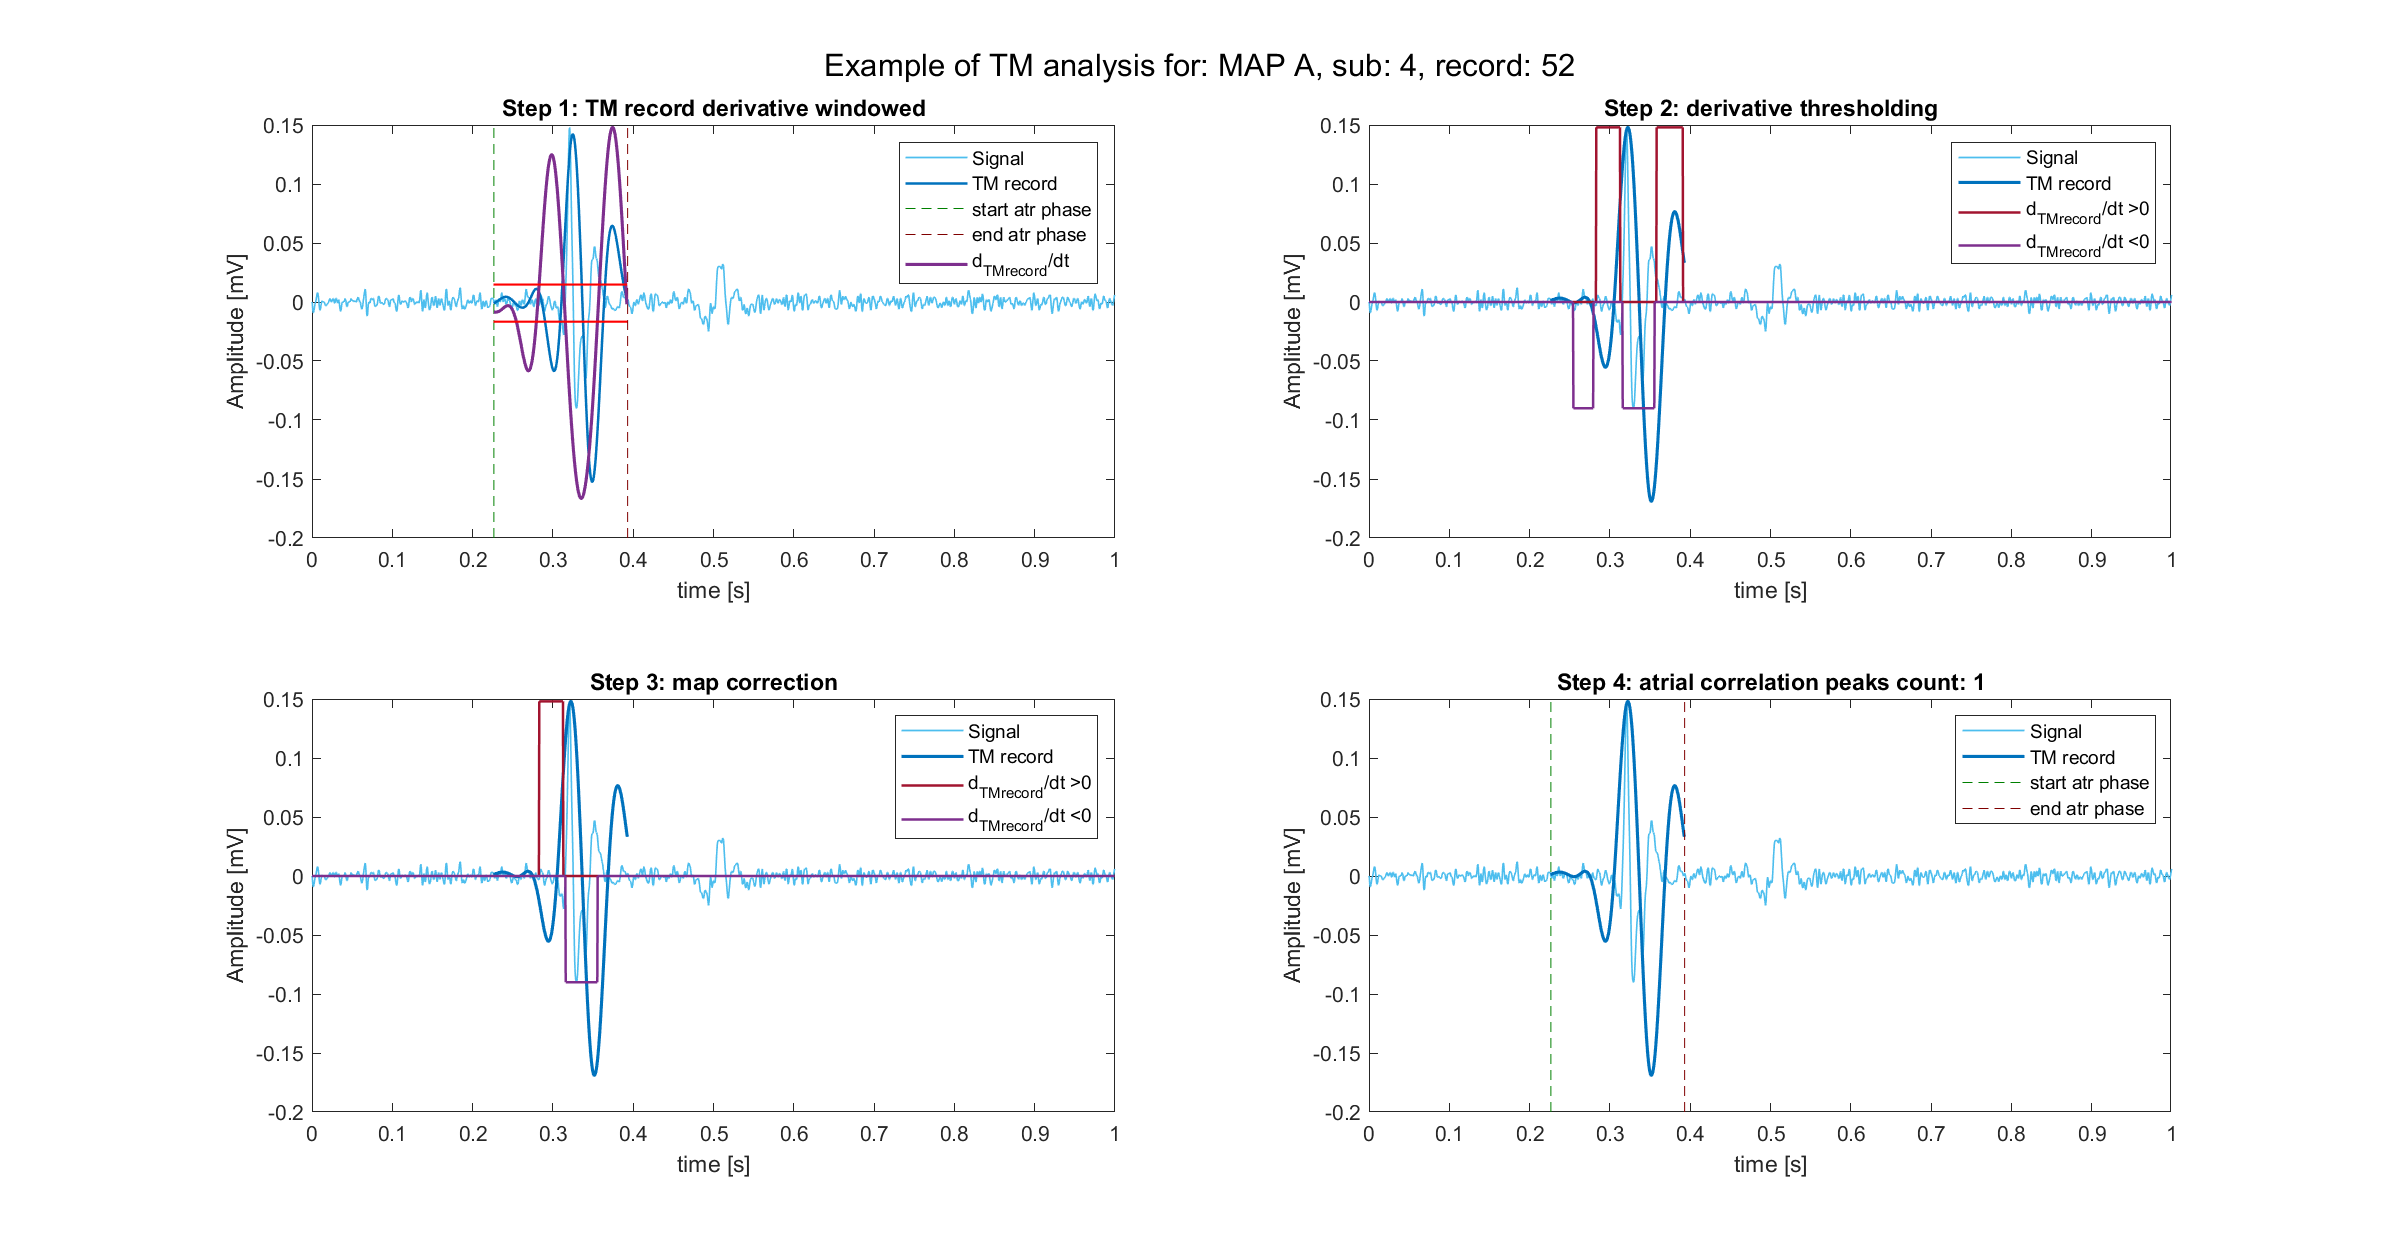 Example of TM analysis for: MAP A, sub: 4, record: 52
Step 1: TM record derivative windowed
0.15
0.1
0.05
0
-0.05
-0.1
-0.15
-0.2
Amplitude [mV]
0 0.1 0.2 0.3 0.4 0.5 0.6 0.7 0.8 0.9 1
time [s]
Signal
TM record
start atr phase
end atr phase
d_TMrecord/dt
Step 2: derivative thresholding
0.15
0.1
0.05
0
-0.05
-0.1
-0.15
-0.2
Amplitude [mV]
0 0.1 0.2 0.3 0.4 0.5 0.6 0.7 0.8 0.9 1
time [s]
Signal
TM record
d_TMrecord/dt >0
d_TMrecord/dt <0
Step 3: map correction
0.15
0.1
0.05
0
-0.05
-0.1
-0.15
-0.2
Amplitude [mV]
0 0.1 0.2 0.3 0.4 0.5 0.6 0.7 0.8 0.9 1
time [s]
Signal
TM record
d_TMrecord/dt >0
d_TMrecord/dt <0
Step 4: atrial correlation peaks count: 1
0.15
0.1
0.05
0
-0.05
-0.1
-0.15
-0.2
Amplitude [mV]
0 0.1 0.2 0.3 0.4 0.5 0.6 0.7 0.8 0.9 1
time [s]
Signal
TM record
start atr phase
end atr phase